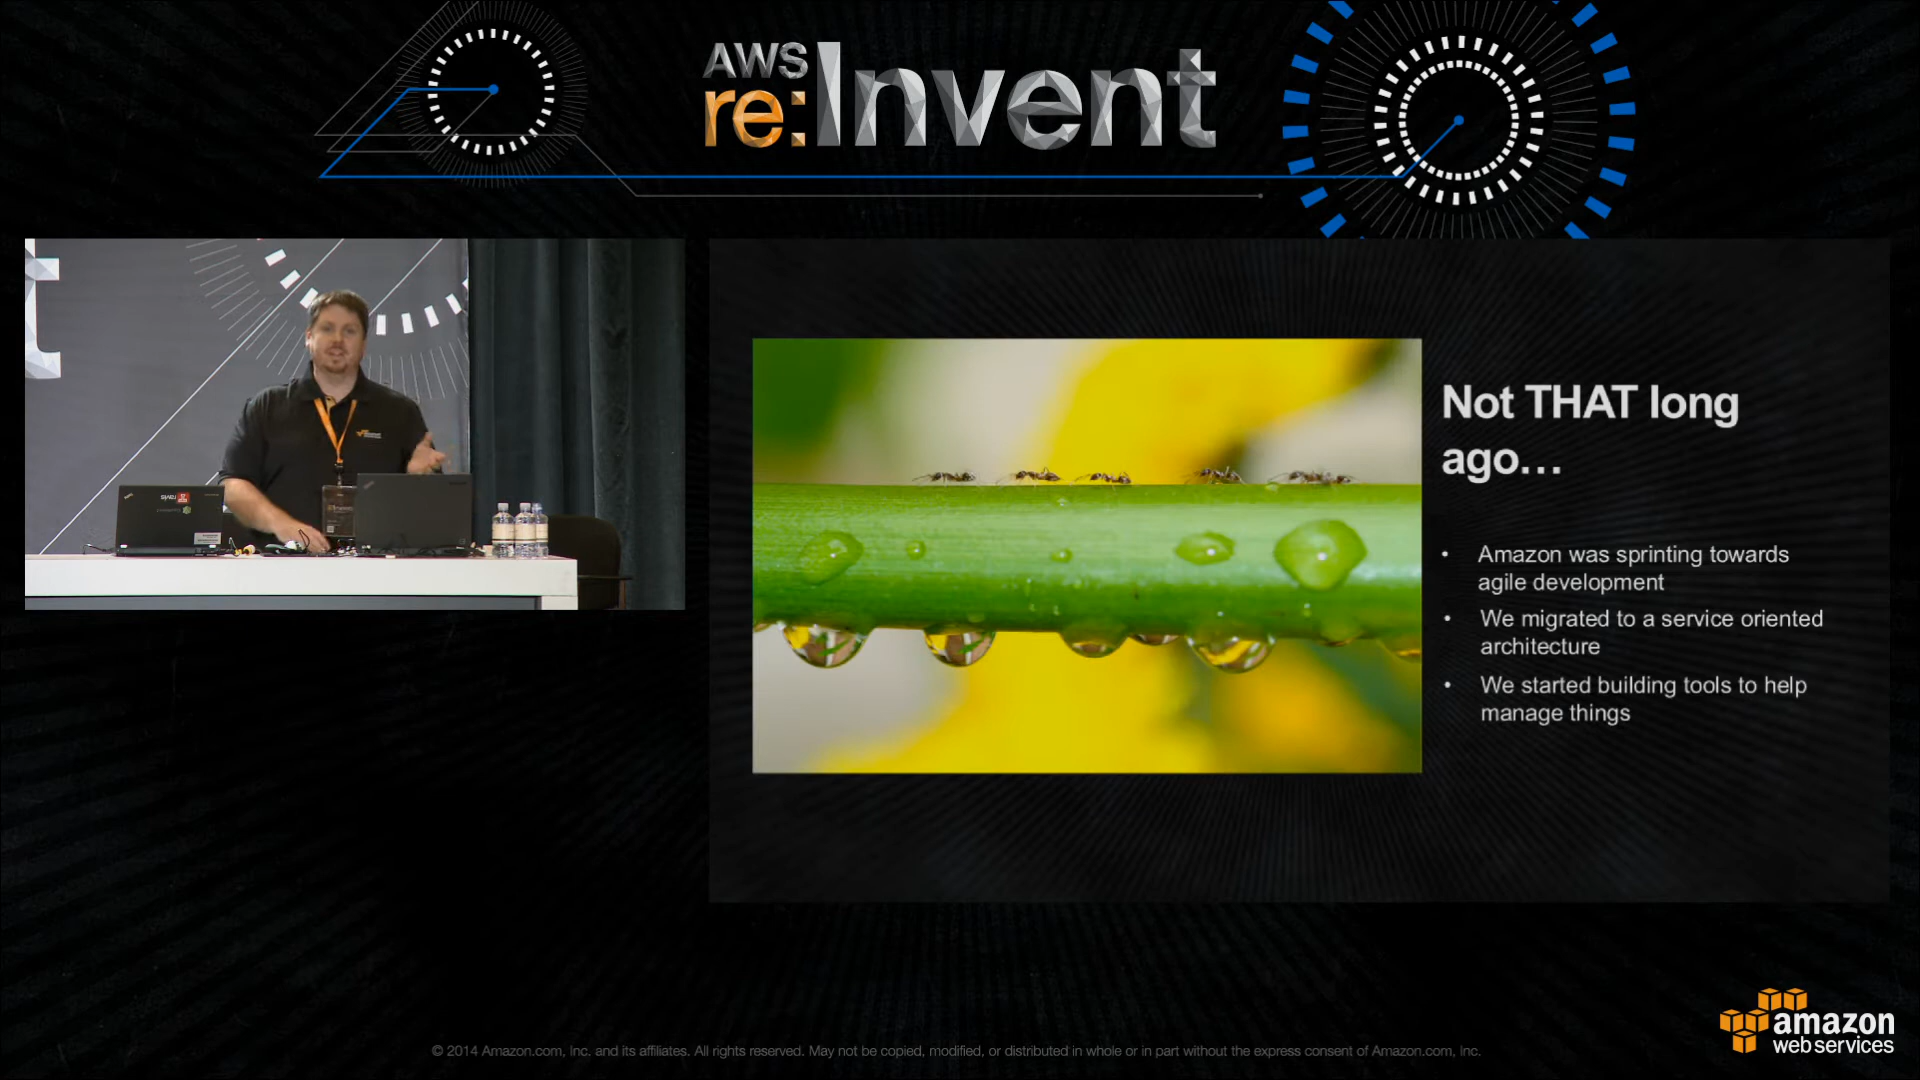 AWS
re:Invent
t
Not THAT long
ago…
• Amazon was sprinting towards
agile development
• We migrated to a service oriented
architecture
• We started building tools to help
manage things
amazon
web services
© 2014 Amazon.com, Inc. and its affiliates. All rights reserved. May not be copied, modified, or distributed in whole or in part without the express consent of Amazon.com, Inc.